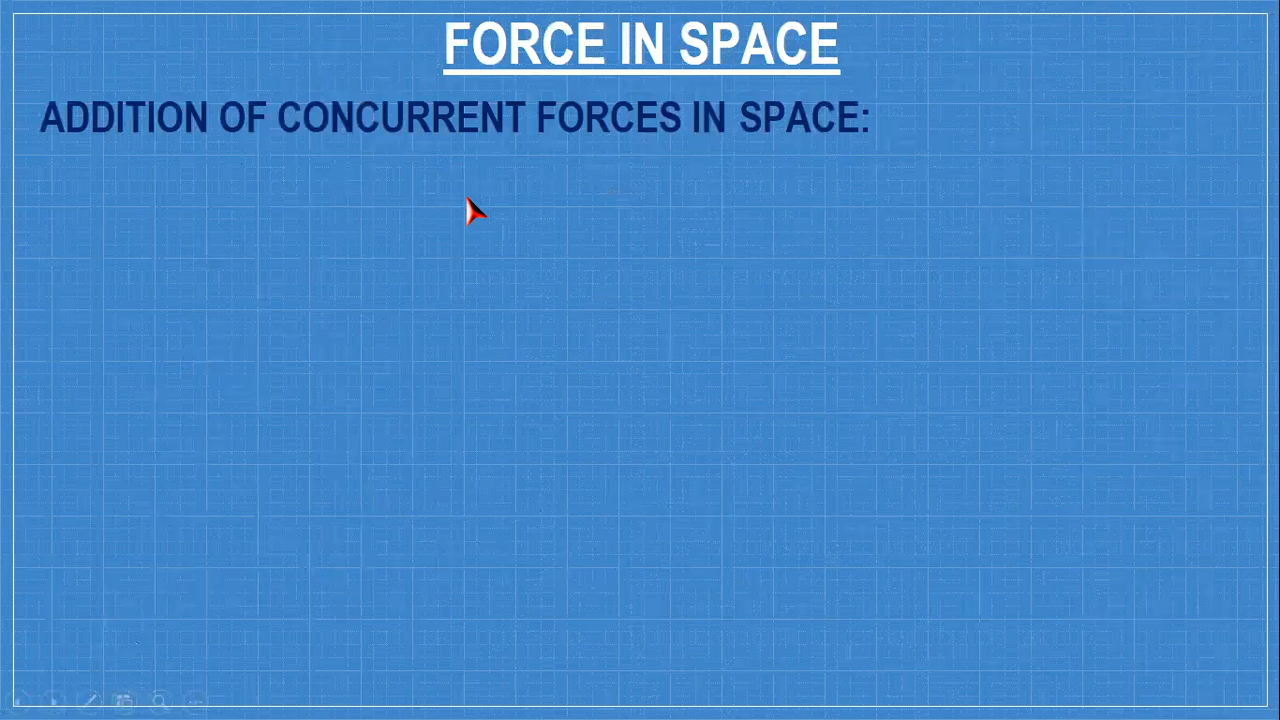 FORCE IN SPACE
ADDITION OF CONCURRENT FORCES IN SPACE: